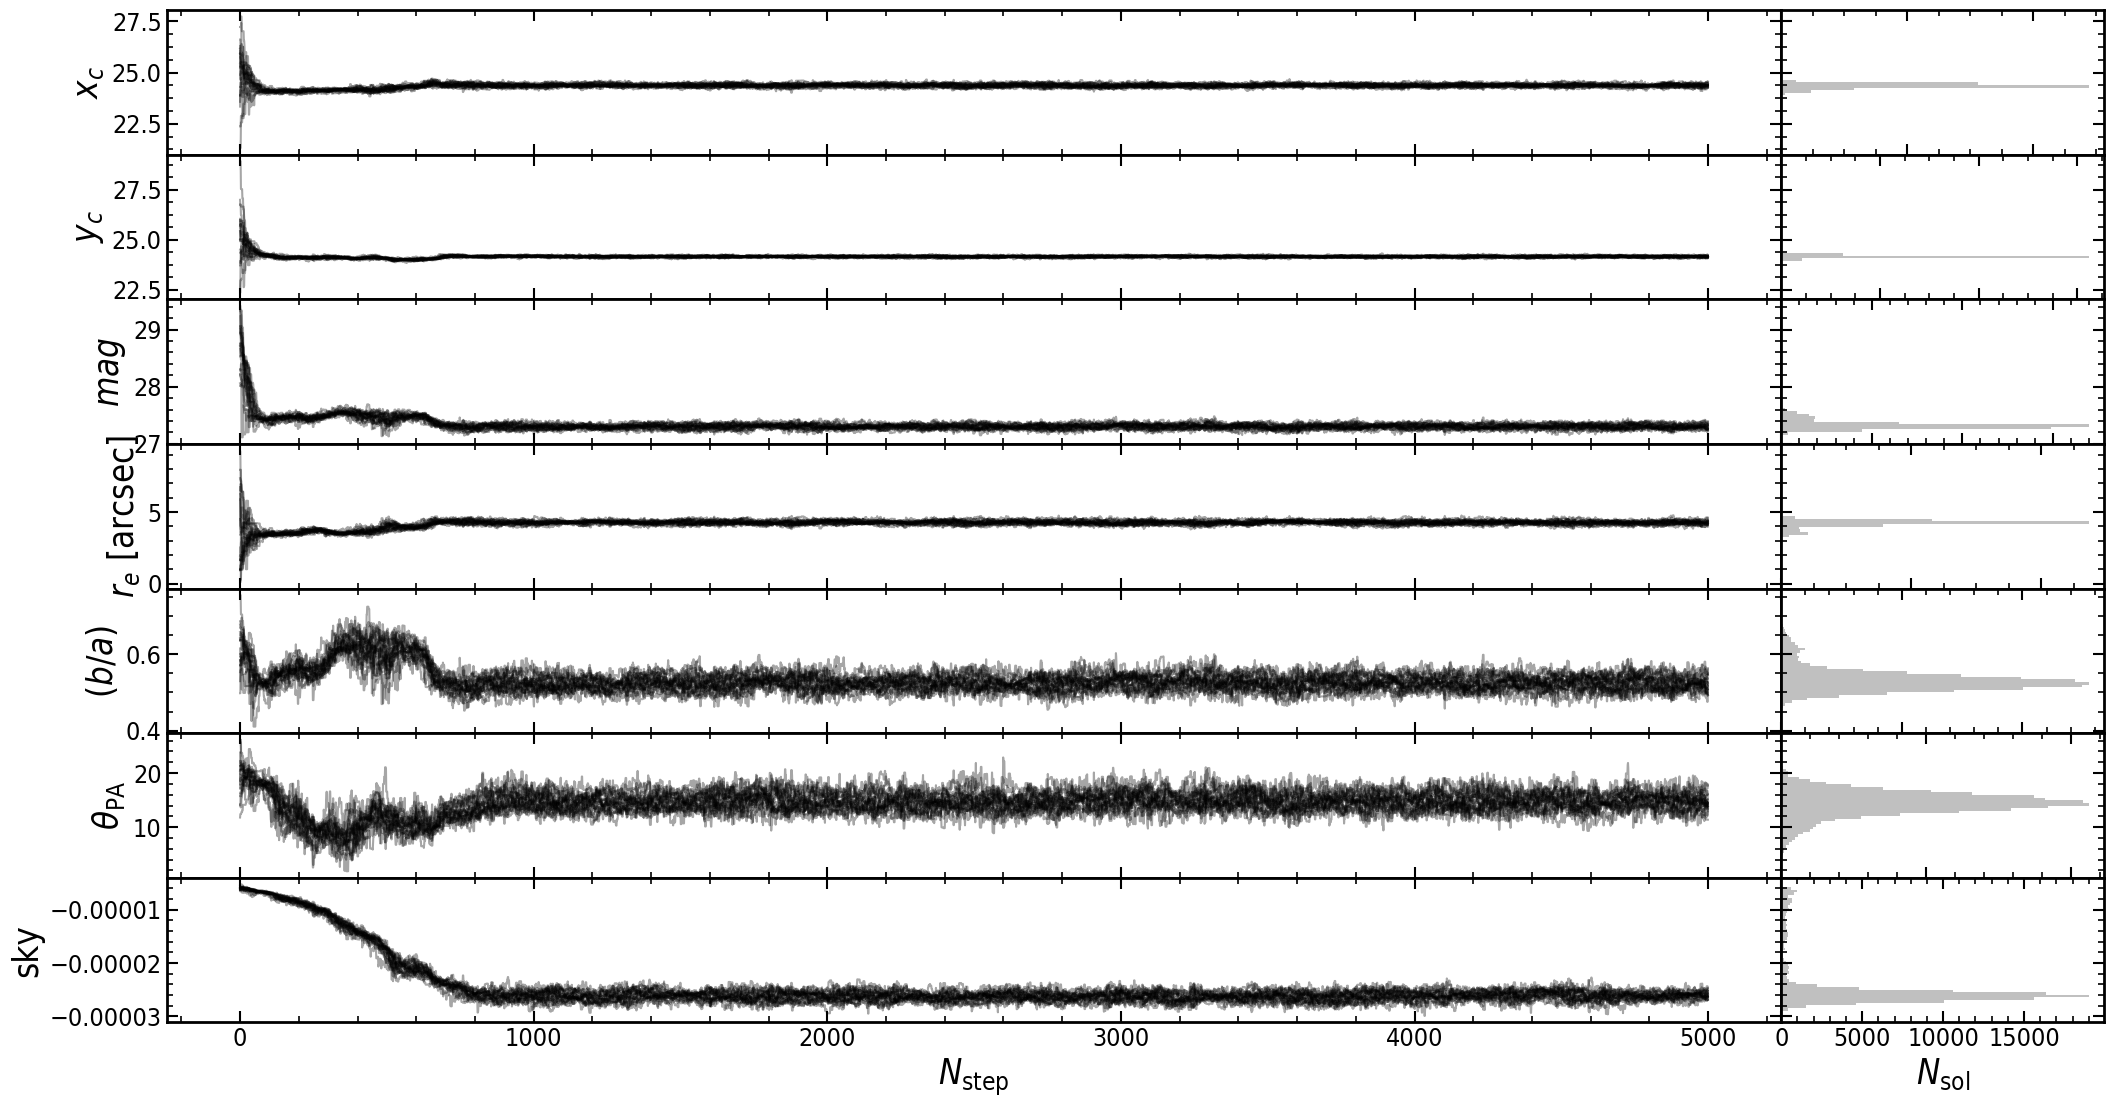 27.5
25.0
22.5
x_c
27.5
25.0
22.5
y_c
29
28
27
mag
5
0
r_e [arcsec]
0.6
0.4
(b/a)
20
10
θ_PA
−0.00001
−0.00002
−0.00003
sky
0 1000 2000 3000 4000 5000
N_step
0 5000 10000 15000
N_sol